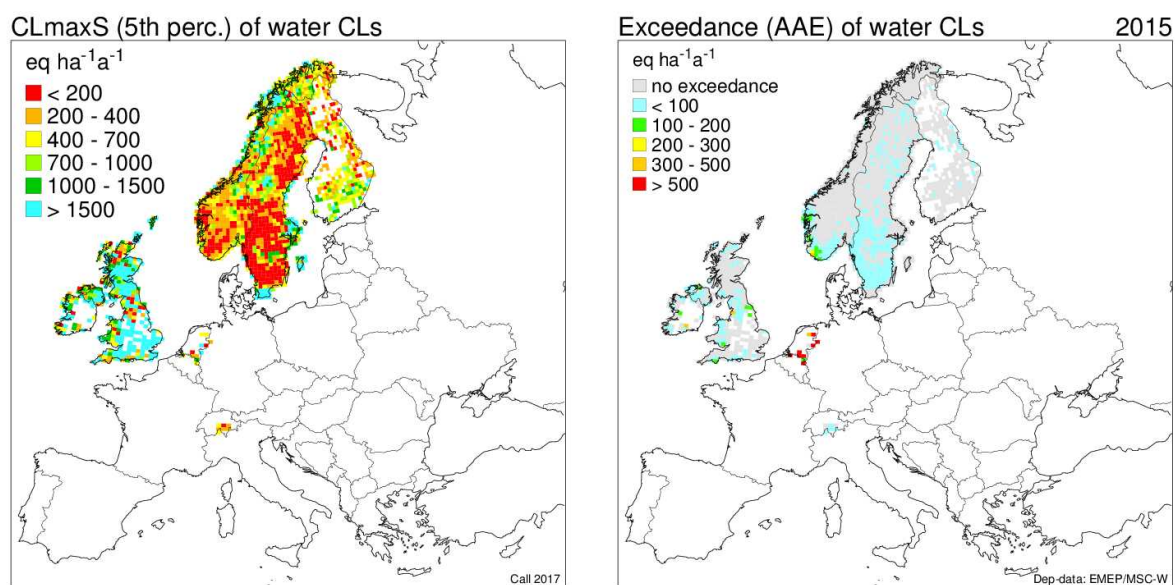 CLmaxS (5th perc.) of water CLs
eq ha⁻¹a⁻¹
< 200
200 - 400
400 - 700
700 - 1000
1000 - 1500
> 1500
Call 2017
Exceedance (AAE) of water CLs 2015
eq ha⁻¹a⁻¹
no exceedance
< 100
100 - 200
200 - 300
300 - 500
> 500
Dep-data: EMEP/MSC-W